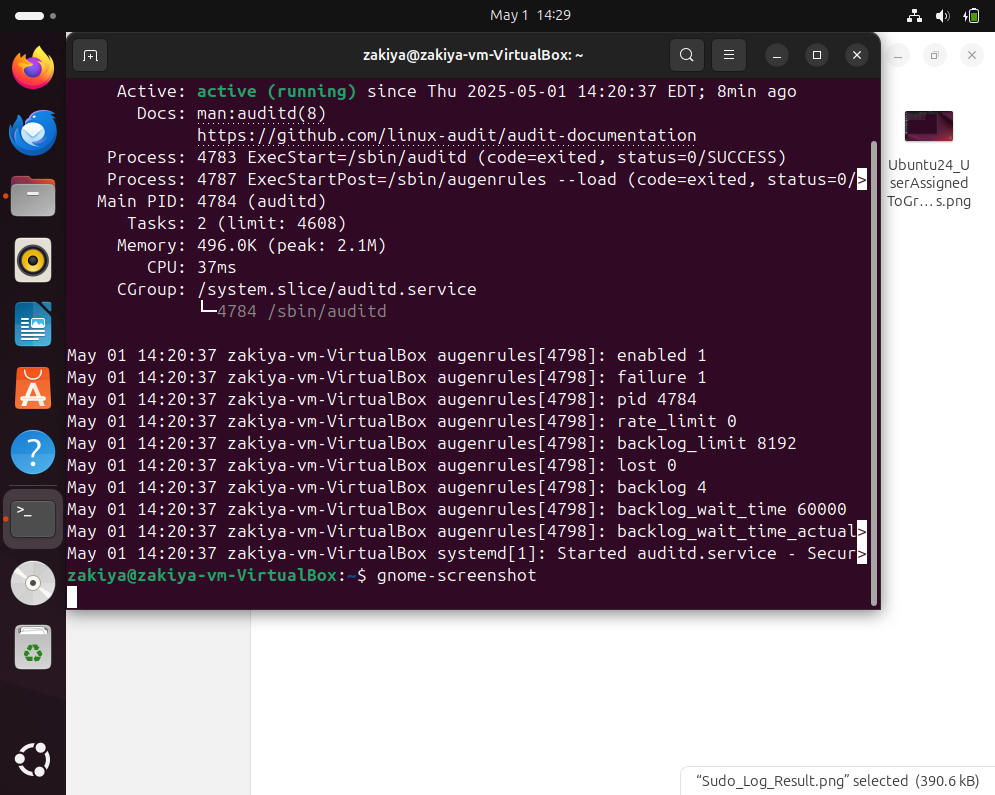 May 1 14:29
zakiya@zakiya-vm-VirtualBox: ~
Active: active (running) since Thu 2025-05-01 14:20:37 EDT; 8min ago
Docs: man:auditd(8)
https://github.com/linux-audit/audit-documentation
Process: 4783 ExecStart=/sbin/auditd (code=exited, status=0/SUCCESS)
Process: 4787 ExecStartPost=/sbin/augenrules --load (code=exited, status=0/>
Main PID: 4784 (auditd)
Tasks: 2 (limit: 4608)
Memory: 496.0K (peak: 2.1M)
CPU: 37ms
CGroup: /system.slice/auditd.service
└─4784 /sbin/auditd
May 01 14:20:37 zakiya-vm-VirtualBox augenrules[4798]: enabled 1
May 01 14:20:37 zakiya-vm-VirtualBox augenrules[4798]: failure 1
May 01 14:20:37 zakiya-vm-VirtualBox augenrules[4798]: pid 4784
May 01 14:20:37 zakiya-vm-VirtualBox augenrules[4798]: rate_limit 0
May 01 14:20:37 zakiya-vm-VirtualBox augenrules[4798]: backlog_limit 8192
May 01 14:20:37 zakiya-vm-VirtualBox augenrules[4798]: lost 0
May 01 14:20:37 zakiya-vm-VirtualBox augenrules[4798]: backlog 4
May 01 14:20:37 zakiya-vm-VirtualBox augenrules[4798]: backlog_wait_time 60000
May 01 14:20:37 zakiya-vm-VirtualBox augenrules[4798]: backlog_wait_time_actual>
May 01 14:20:37 zakiya-vm-VirtualBox systemd[1]: Started auditd.service - Secur>
zakiya@zakiya-vm-VirtualBox:~$ gnome-screenshot
Ubuntu24_U
serAssigned
ToGr…s.png
“Sudo_Log_Result.png” selected (390.6 kB)